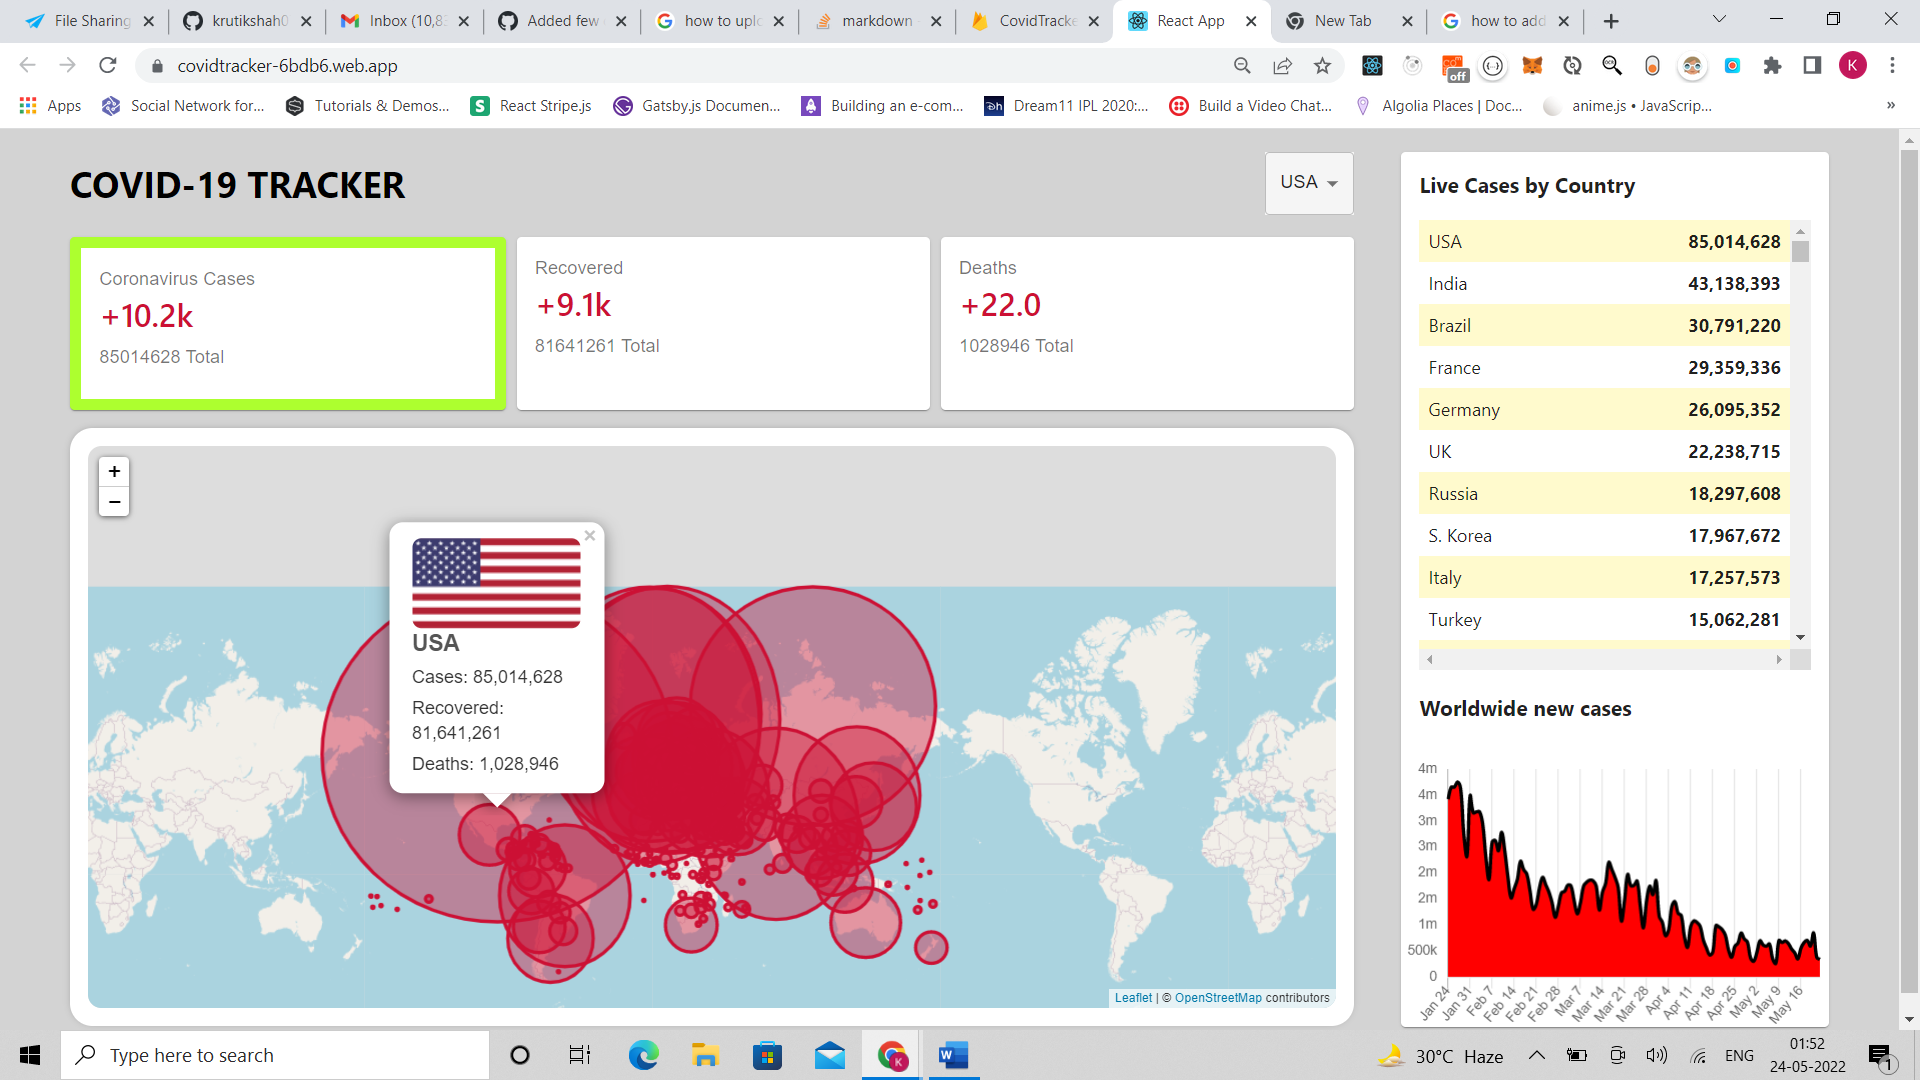 File Sharing
krutikshah0
Inbox (10,83
Added few
how to uplo
markdown
CovidTracke
React App
New Tab
how to add
covidtracker-6bdb6.web.app
off
K
Apps
Social Network for...
Tutorials & Demos...
React Stripe.js
Gatsby.js Documen...
Building an e-com...
Dream11 IPL 2020:...
Build a Video Chat...
Algolia Places | Doc...
anime.js • JavaScrip...
»
COVID-19 TRACKER
USA
Coronavirus Cases
+10.2k
85014628 Total
Recovered
+9.1k
81641261 Total
Deaths
+22.0
1028946 Total
+
−
×
USA
Cases: 85,014,628
Recovered:
81,641,261
Deaths: 1,028,946
Leaflet | © OpenStreetMap contributors
Live Cases by Country
USA 85,014,628
India 43,138,393
Brazil 30,791,220
France 29,359,336
Germany 26,095,352
UK 22,238,715
Russia 18,297,608
S. Korea 17,967,672
Italy 17,257,573
Turkey 15,062,281
Worldwide new cases
4m
4m
3m
3m
2m
2m
1m
500k
0
Jan 24
Jan 31
Feb 7
Feb 14
Feb 21
Feb 28
Mar 7
Mar 14
Mar 21
Mar 28
Apr 4
Apr 11
Apr 18
Apr 25
May 2
May 9
May 16
Type here to search
30°C Haze
ENG
01:52
24-05-2022
1